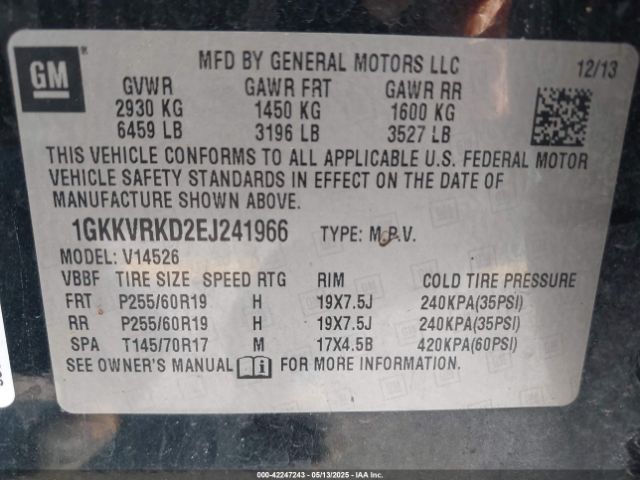 GM
MFD BY GENERAL MOTORS LLC 12/13
GVWR GAWR FRT GAWR RR
2930 KG 1450 KG 1600 KG
6459 LB 3196 LB 3527 LB
THIS VEHICLE CONFORMS TO ALL APPLICABLE U.S. FEDERAL MOTOR
VEHICLE SAFETY STANDARDS IN EFFECT ON THE DATE OF
MANUFACTURE SHOWN ABOVE.
1GKKVRKD2EJ241966 TYPE: M.P.V.
MODEL: V14526
VBBF TIRE SIZE SPEED RTG RIM COLD TIRE PRESSURE
FRT P255/60R19 H 19X7.5J 240KPA(35PSI)
RR P255/60R19 H 19X7.5J 240KPA(35PSI)
SPA T145/70R17 M 17X4.5B 420KPA(60PSI)
SEE OWNER'S MANUAL FOR MORE INFORMATION.
000-42247243 - 05/13/2025 - IAA Inc.